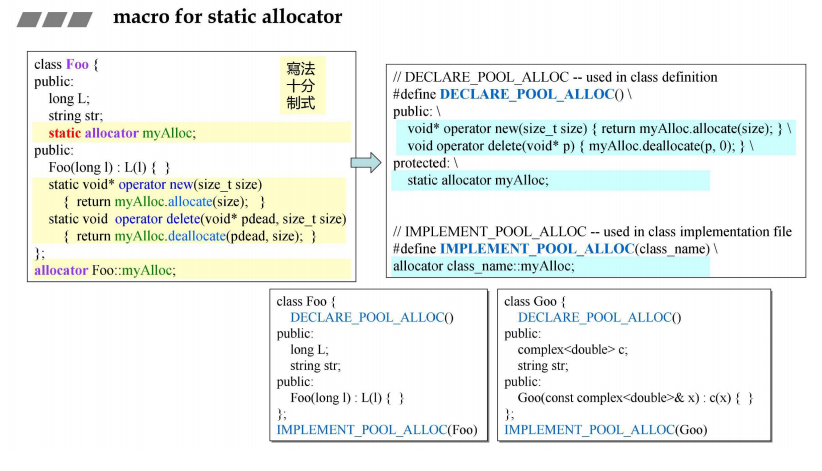 macro for static allocator
class Foo {
public:
long L;
string str;
static allocator myAlloc;
public:
Foo(long l) : L(l) { }
static void* operator new(size_t size)
{ return myAlloc.allocate(size); }
static void operator delete(void* pdead, size_t size)
{ return myAlloc.deallocate(pdead, size); }
};
allocator Foo::myAlloc;
寫法
十分
制式
// DECLARE_POOL_ALLOC -- used in class definition
#define DECLARE_POOL_ALLOC() \
public: \
void* operator new(size_t size) { return myAlloc.allocate(size); } \
void operator delete(void* p) { myAlloc.deallocate(p, 0); } \
protected: \
static allocator myAlloc;
// IMPLEMENT_POOL_ALLOC -- used in class implementation file
#define IMPLEMENT_POOL_ALLOC(class_name) \
allocator class_name::myAlloc;
class Foo {
DECLARE_POOL_ALLOC()
public:
long L;
string str;
public:
Foo(long l) : L(l) { }
};
IMPLEMENT_POOL_ALLOC(Foo)
class Goo {
DECLARE_POOL_ALLOC()
public:
complex<double> c;
string str;
public:
Goo(const complex<double>& x) : c(x) { }
};
IMPLEMENT_POOL_ALLOC(Goo)